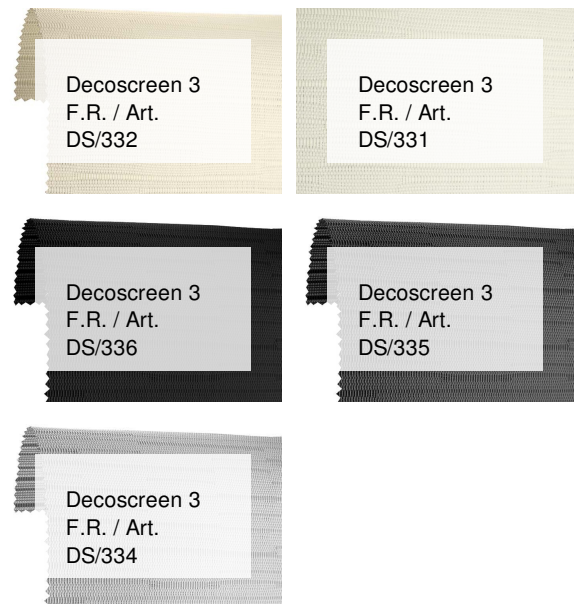 Decoscreen 3
F.R. / Art.
DS/332
Decoscreen 3
F.R. / Art.
DS/331
Decoscreen 3
F.R. / Art.
DS/336
Decoscreen 3
F.R. / Art.
DS/335
Decoscreen 3
F.R. / Art.
DS/334